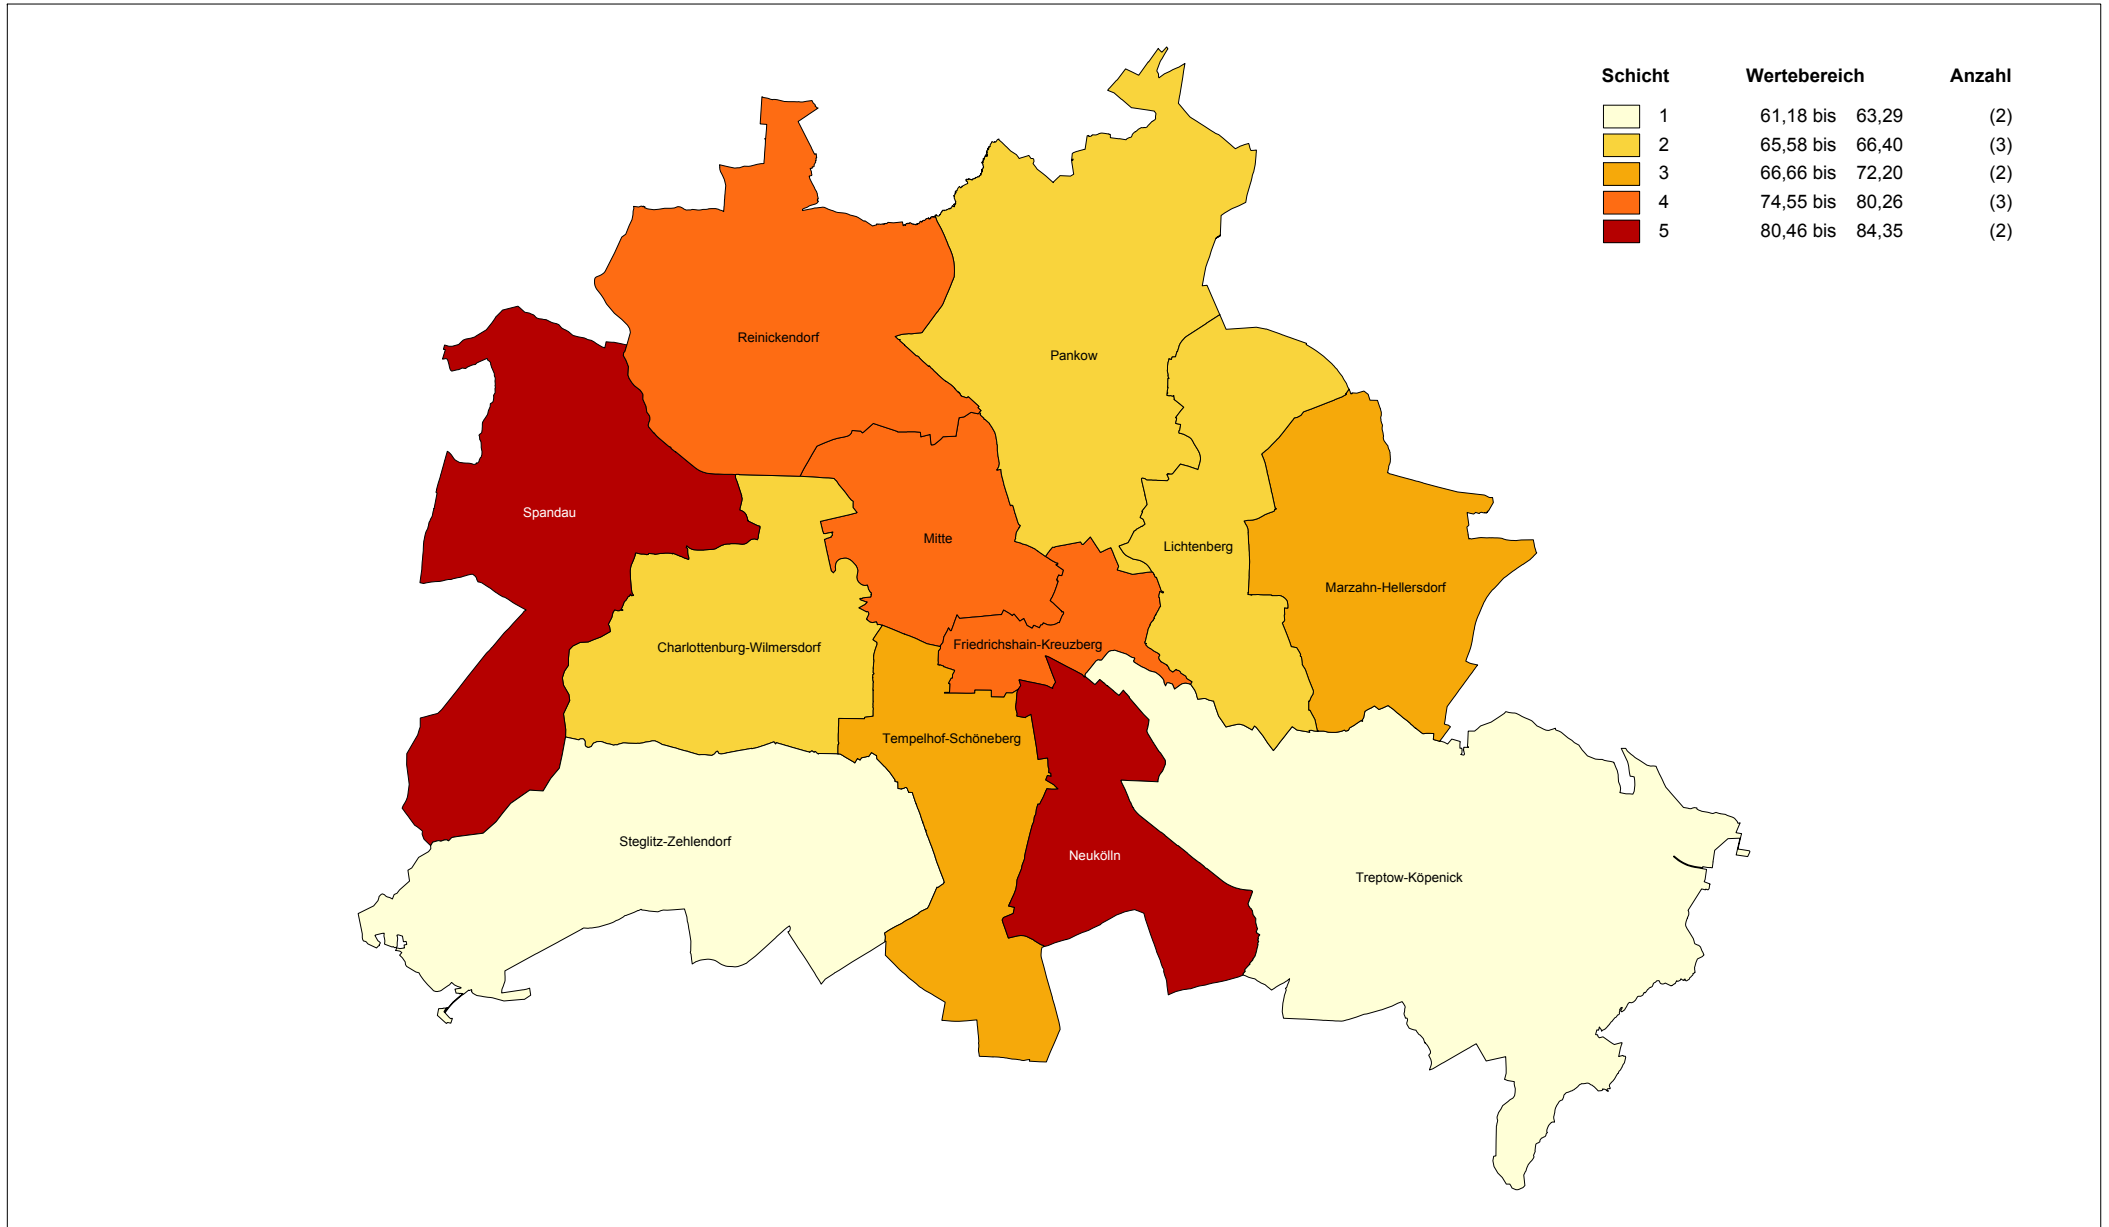 Schicht Wertebereich Anzahl
1 61,18 bis 63,29 (2)
2 65,58 bis 66,40 (3)
3 66,66 bis 72,20 (2)
4 74,55 bis 80,26 (3)
5 80,46 bis 84,35 (2)
Reinickendorf
Pankow
Spandau
Mitte
Lichtenberg
Marzahn-Hellersdorf
Charlottenburg-Wilmersdorf
Friedrichshain-Kreuzberg
Tempelhof-Schöneberg
Steglitz-Zehlendorf
Neukölln
Treptow-Köpenick